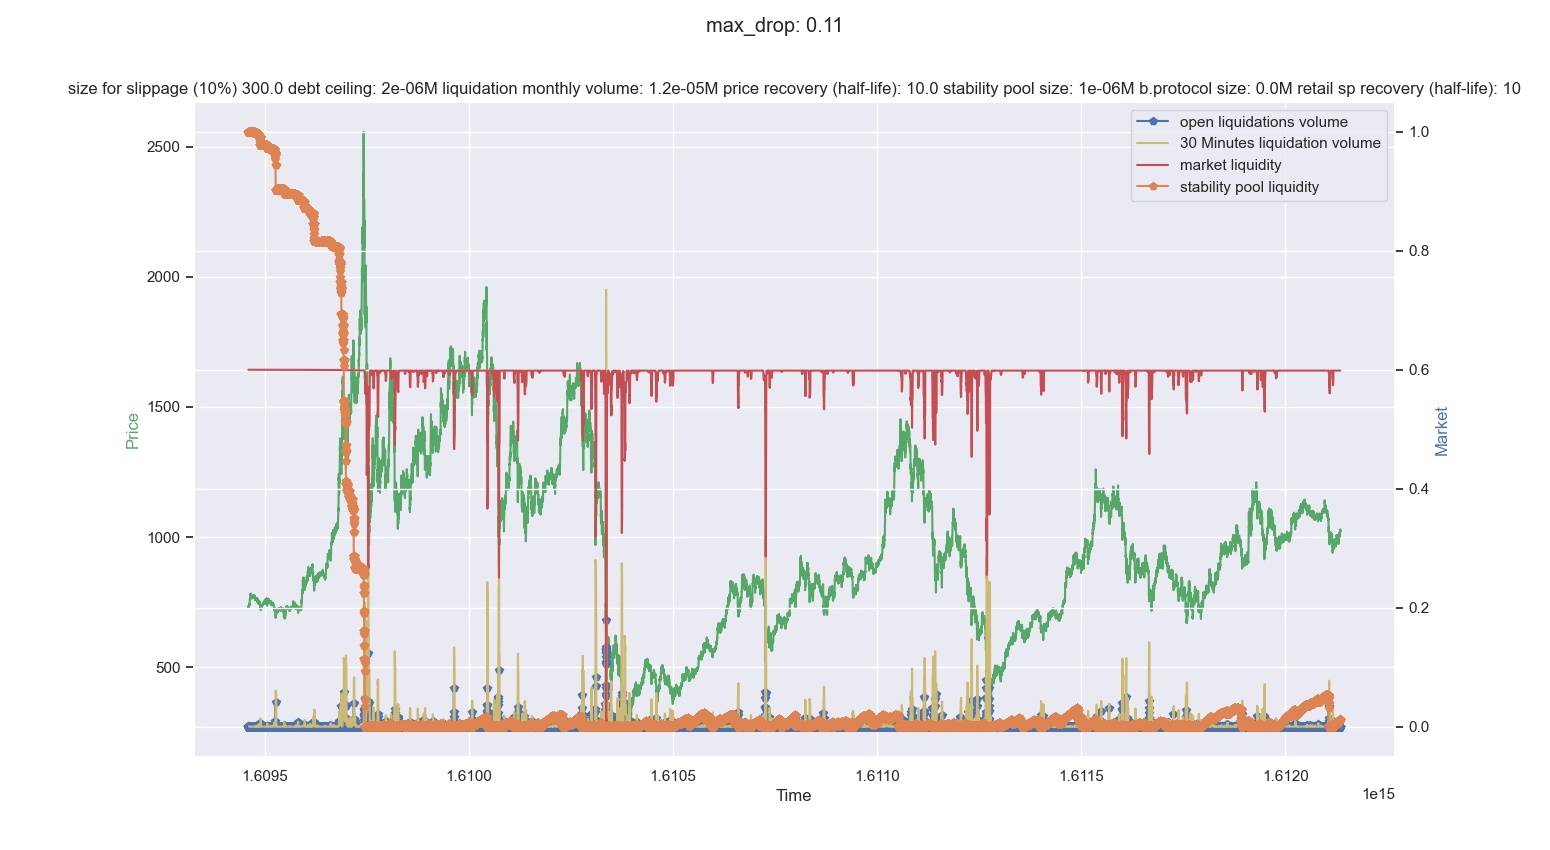 max_drop: 0.11
size for slippage (10%) 300.0 debt ceiling: 2e-06M liquidation monthly volume: 1.2e-05M price recovery (half-life): 10.0 stability pool size: 1e-06M b.protocol size: 0.0M retail sp recovery (half-life): 10
open liquidations volume
30 Minutes liquidation volume
market liquidity
stability pool liquidity
2500
2000
1500
1000
500
Price
1.0
0.8
0.6
0.4
0.2
0.0
Market
1.6095 1.6100 1.6105 1.6110 1.6115 1.6120
Time
1e15